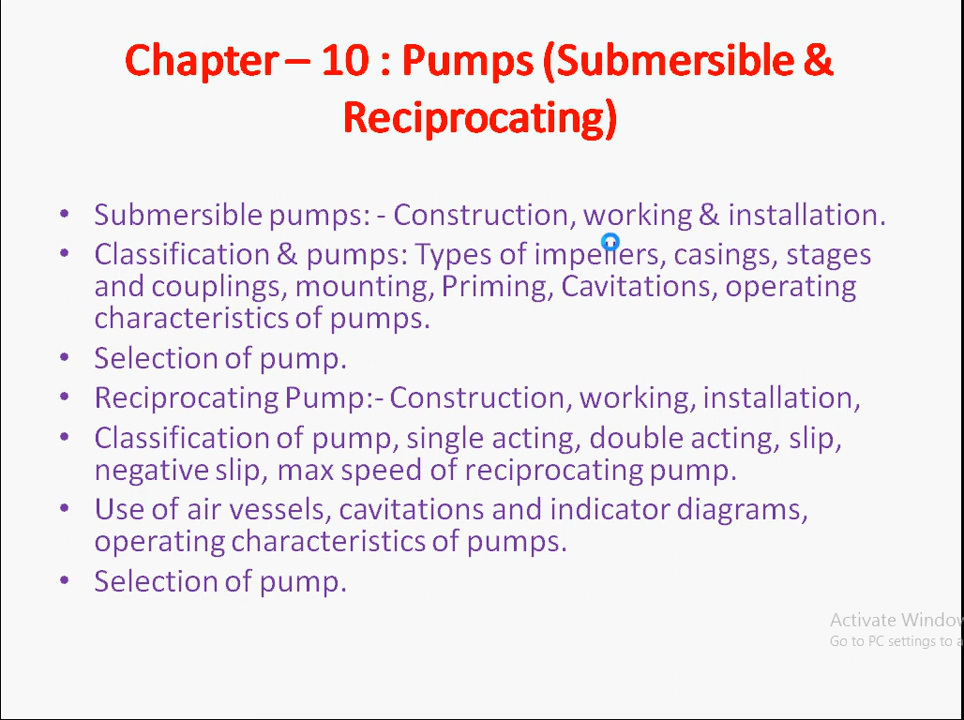 Chapter – 10 : Pumps (Submersible &
Reciprocating)
• Submersible pumps: - Construction, working & installation.
• Classification & pumps: Types of impellers, casings, stages
and couplings, mounting, Priming, Cavitations, operating
characteristics of pumps.
• Selection of pump.
• Reciprocating Pump:- Construction, working, installation,
• Classification of pump, single acting, double acting, slip,
negative slip, max speed of reciprocating pump.
• Use of air vessels, cavitations and indicator diagrams,
operating characteristics of pumps.
• Selection of pump.
Activate Window
Go to PC settings to a